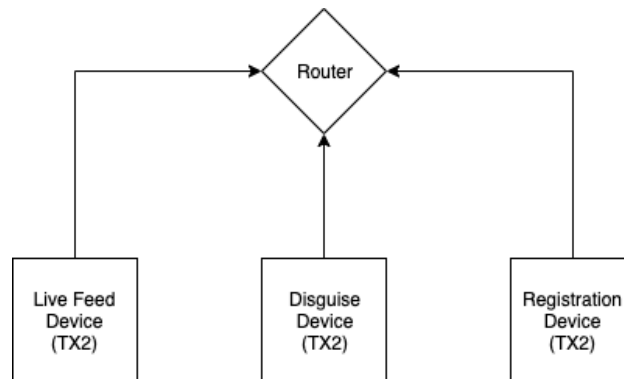 Router
Live Feed
Device
(TX2)
Disguise
Device
(TX2)
Registration
Device
(TX2)